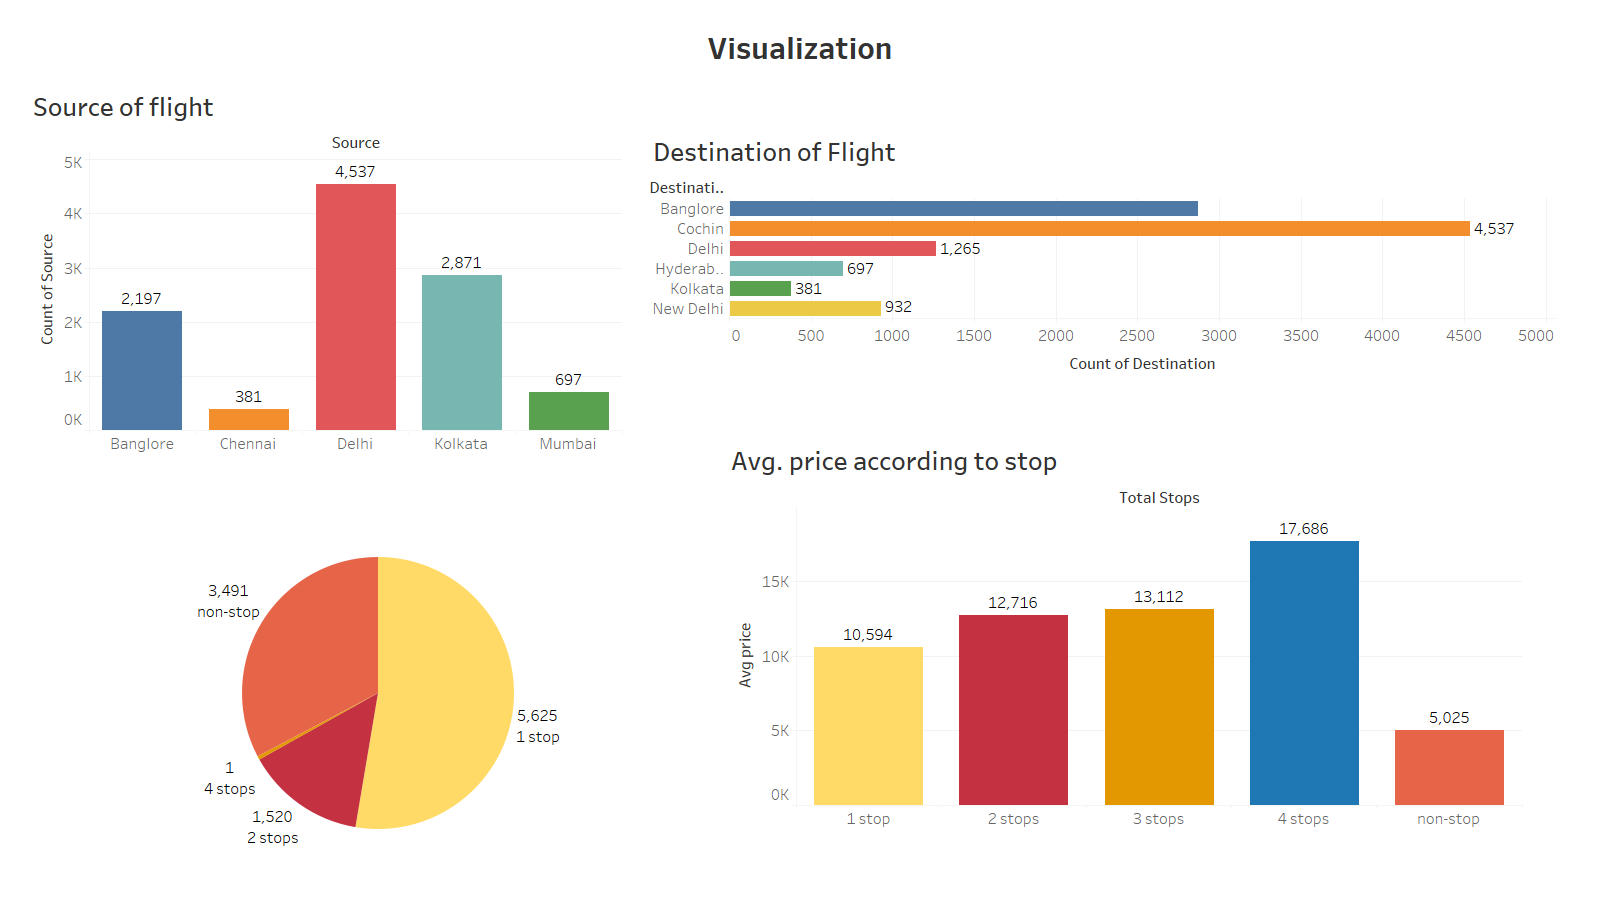 Visualization
Source of flight
Source
Count of Source
5K
4K
3K
2K
1K
0K
2,197
381
4,537
2,871
697
Banglore
Chennai
Delhi
Kolkata
Mumbai
Destination of Flight
Destinati..
Banglore
Cochin
4,537
Delhi
1,265
Hyderab..
697
Kolkata
381
New Delhi
932
0 500 1000 1500 2000 2500 3000 3500 4000 4500 5000
Count of Destination
3,491
non-stop
5,625
1 stop
1
4 stops
1,520
2 stops
Avg. price according to stop
Total Stops
Avg price
15K
10K
5K
0K
10,594
12,716
13,112
17,686
5,025
1 stop
2 stops
3 stops
4 stops
non-stop